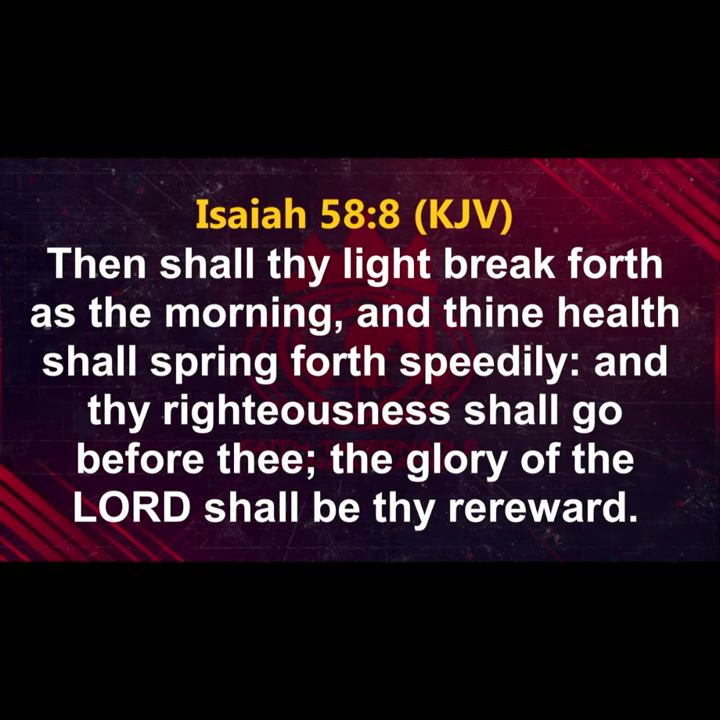 Isaiah 58:8 (KJV)
Then shall thy light break forth
as the morning, and thine health
shall spring forth speedily: and
thy righteousness shall go
before thee; the glory of the
LORD shall be thy rereward.